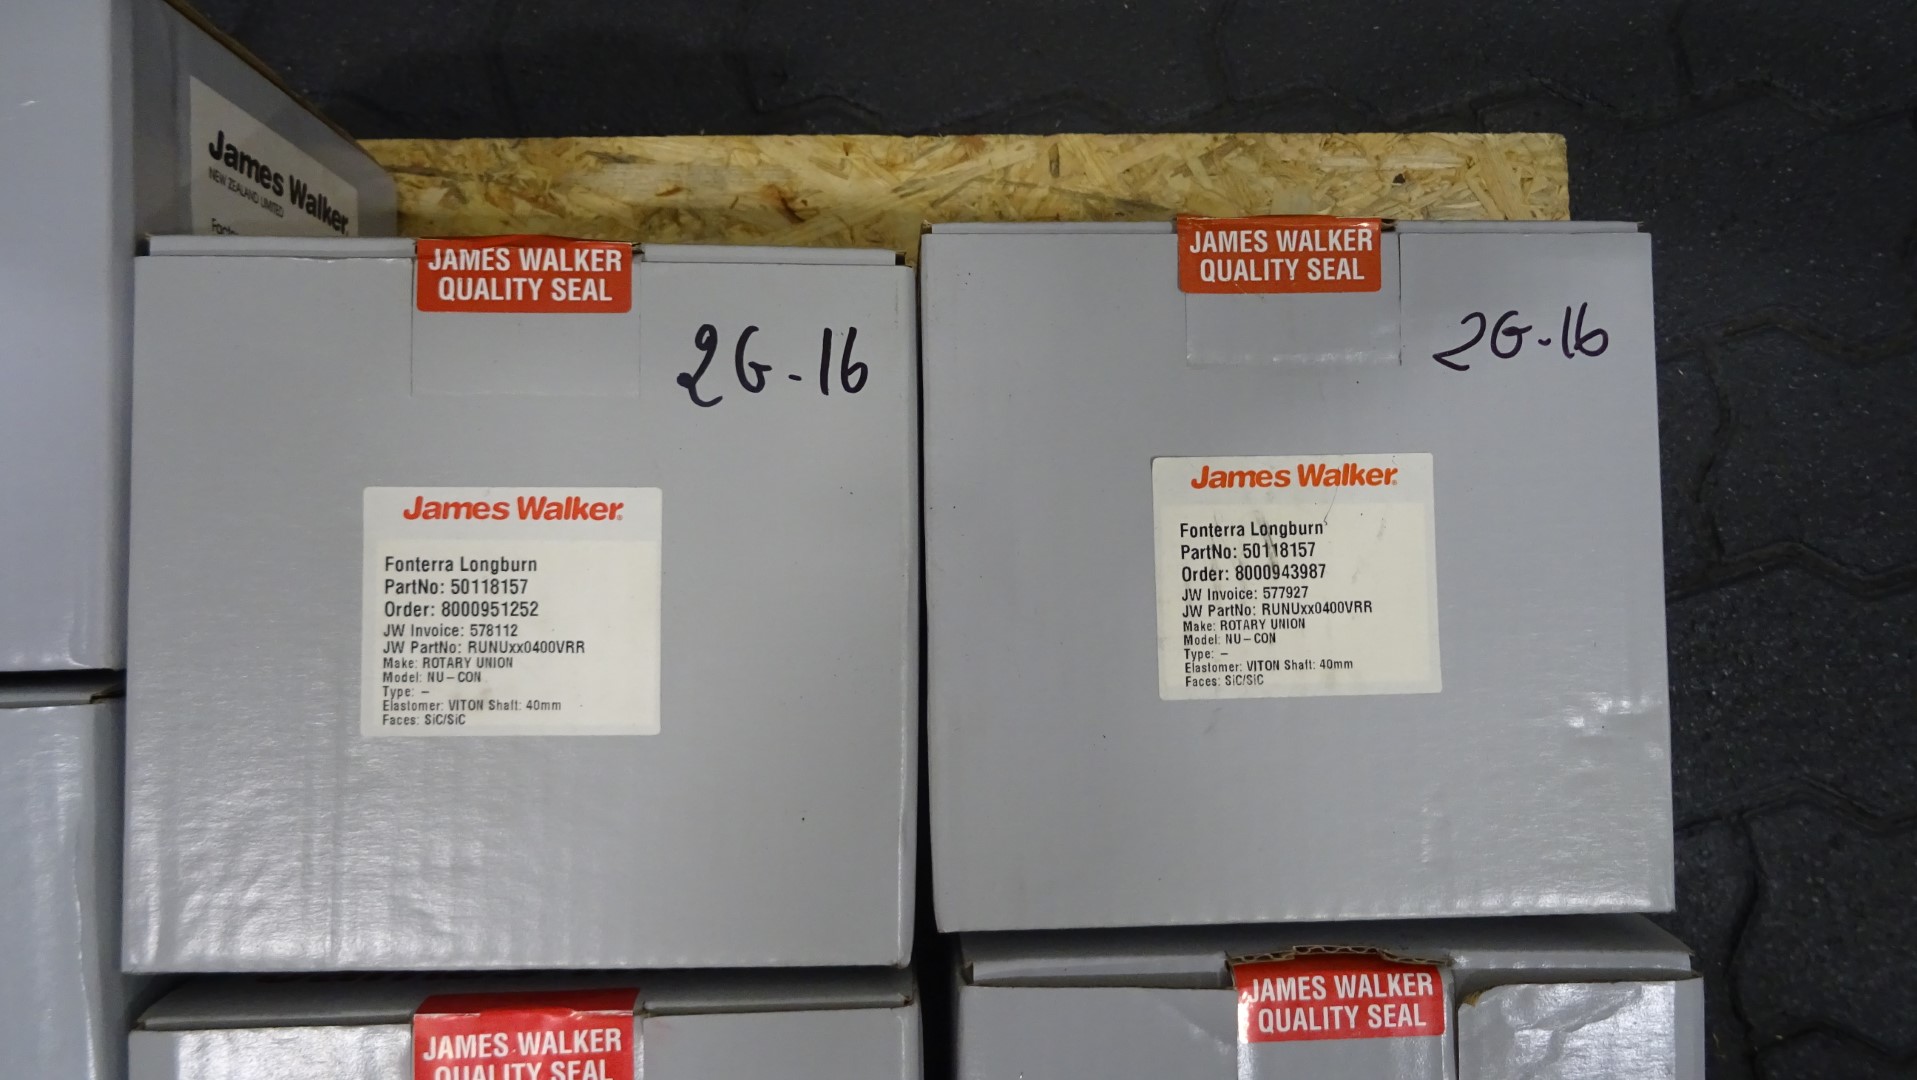 James Walker
NEW ZEALAND LIMITED
JAMES WALKER
QUALITY SEAL
2G-16
James Walker
Fonterra Longburn
PartNo: 50118157
Order: 8000951252
JW Invoice: 578112
JW PartNo: RUNUxx0400VRR
Make: ROTARY UNION
Model: NU-CON
Type: -
Elastomer: VITON Shaft: 40mm
Faces: SiC/SiC
JAMES WALKER
QUALITY SEAL
2G-16
James Walker
Fonterra Longburn
PartNo: 50118157
Order: 8000943987
JW Invoice: 577927
JW PartNo: RUNUxx0400VRR
Make: ROTARY UNION
Model: NU-CON
Type: -
Elastomer: VITON Shaft: 40mm
Faces: SiC/SiC
JAMES WALKER
QUALITY SEAL
JAMES WALKER
QUALITY SEAL